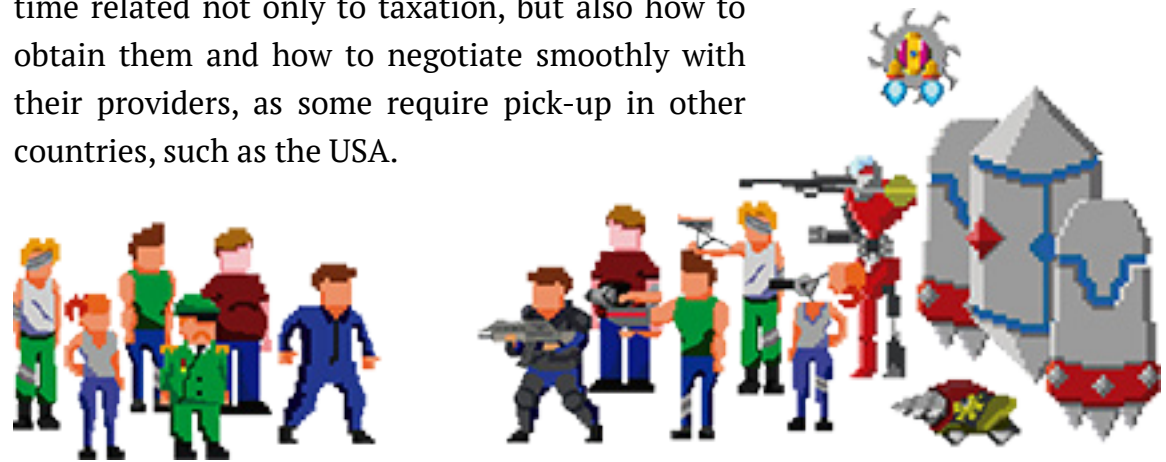 time related not only to taxation, but also how to
obtain them and how to negotiate smoothly with
their providers, as some require pick-up in other
countries, such as the USA.